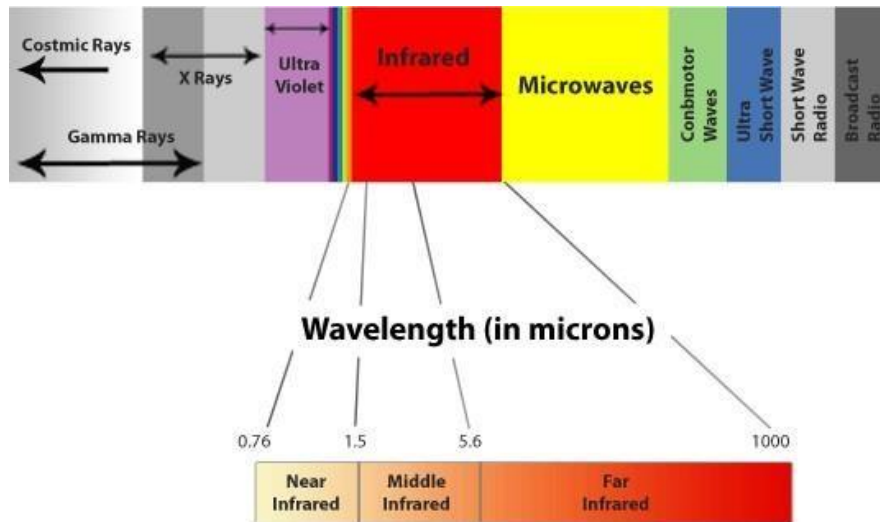 Costmic Rays
X Rays
Gamma Rays
Ultra
Violet
Infrared
Microwaves
Conbmotor
Waves
Ultra
Short Wave
Short Wave
Radio
Broadcast
Radio
Wavelength (in microns)
0.76
1.5
5.6
1000
Near
Infrared
Middle
Infrared
Far
Infrared